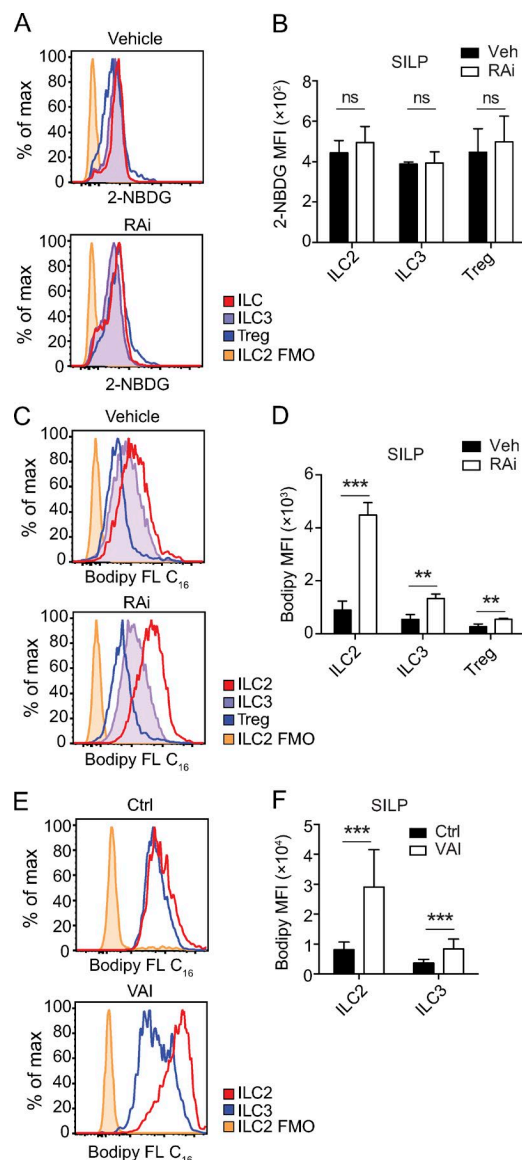 A
Vehicle
% of max
100
80
60
40
20
0
2-NBDG
RAi
% of max
100
80
60
40
20
0
2-NBDG
ILC
ILC3
Treg
ILC2 FMO
B
SILP
Veh
RAi
2-NBDG MFI (×10²)
8
6
4
2
0
ns
ns
ns
ILC2
ILC3
Treg
C
Vehicle
% of max
100
80
60
40
20
0
Bodipy FL C₁₆
RAi
% of max
100
80
60
40
20
0
Bodipy FL C₁₆
ILC2
ILC3
Treg
ILC2 FMO
D
SILP
Veh
RAi
Bodipy MFI (×10³)
6
4
2
0
***
**
**
ILC2
ILC3
Treg
E
Ctrl
% of max
100
80
60
40
20
0
Bodipy FL C₁₆
VAI
% of max
100
80
60
40
20
0
Bodipy FL C₁₆
ILC2
ILC3
ILC2 FMO
F
SILP
Ctrl
VAI
Bodipy MFI (×10⁴)
5
4
3
2
1
0
***
***
ILC2
ILC3